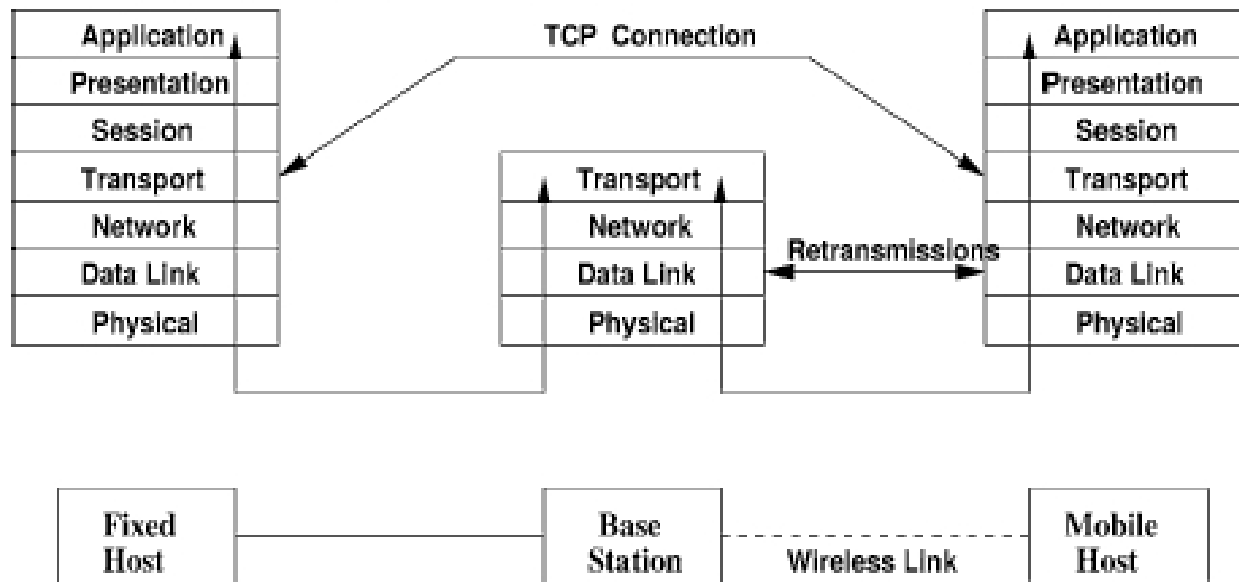 Application
TCP Connection
Application
Presentation
Presentation
Session
Session
Transport
Transport
Transport
Network
Network
Network
Retransmissions
Data Link
Data Link
Data Link
Physical
Physical
Physical
Fixed
Host
Base
Station
Wireless Link
Mobile
Host